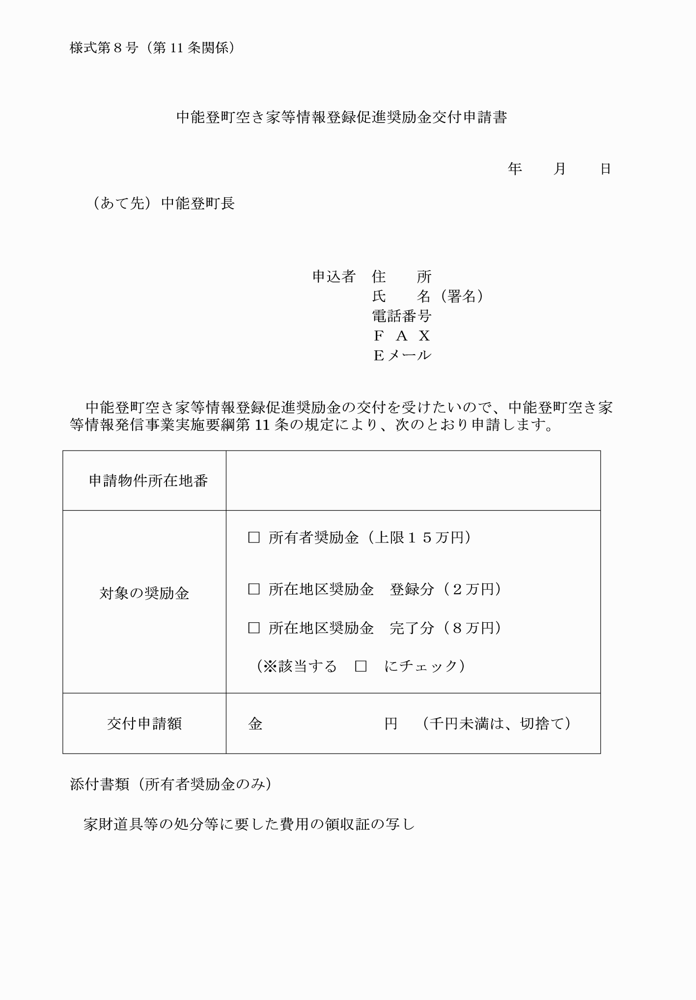 様式第８号（第 11 条関係）
中能登町空き家等情報登録促進奨励金交付申請書
年　　月　　日
（あて先）中能登町長
申込者　住　　所
氏　　名（署名）
電話番号
Ｆ Ａ Ｘ
Ｅメール
中能登町空き家等情報登録促進奨励金の交付を受けたいので、中能登町空き家
等情報発信事業実施要綱第 11 条の規定により、次のとおり申請します。
申請物件所在地番
対象の奨励金
□ 所有者奨励金（上限１５万円）
□ 所在地区奨励金　登録分（２万円）
□ 所在地区奨励金　完了分（８万円）
（※該当する　□　にチェック）
交付申請額　金　　　　　　　　円　（千円未満は、切捨て）
添付書類（所有者奨励金のみ）
家財道具等の処分等に要した費用の領収証の写し